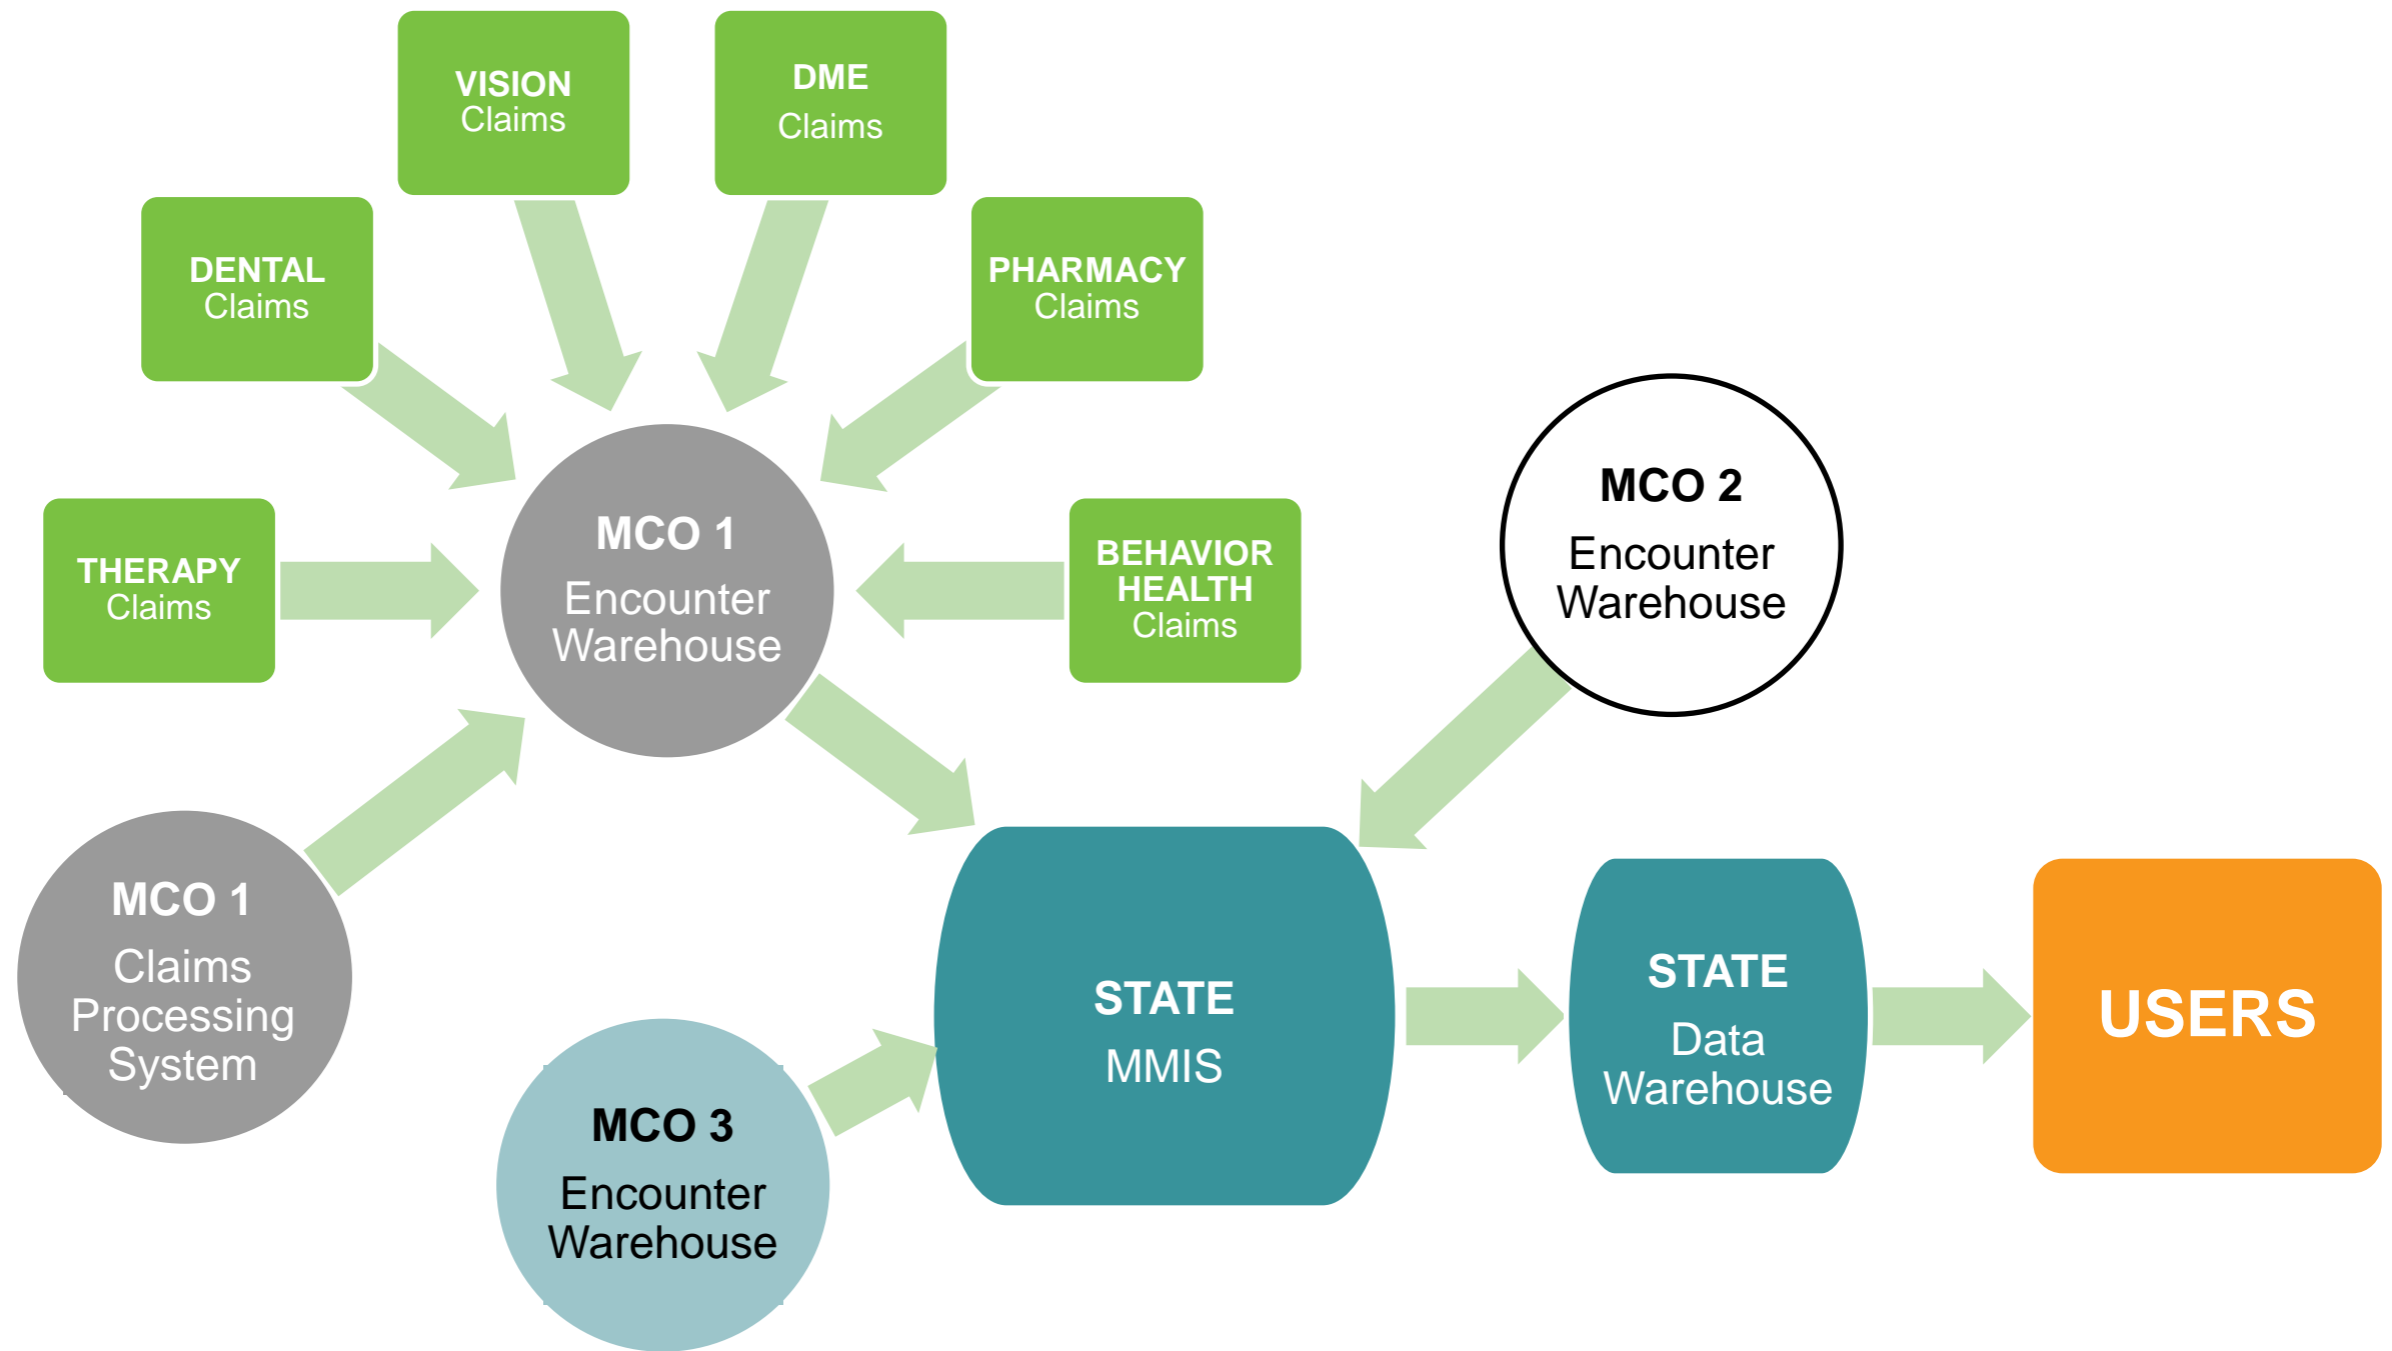 VISION
Claims
DME
Claims
DENTAL
Claims
PHARMACY
Claims
THERAPY
Claims
MCO 1
Encounter
Warehouse
BEHAVIOR
HEALTH
Claims
MCO 2
Encounter
Warehouse
MCO 1
Claims
Processing
System
MCO 3
Encounter
Warehouse
STATE
MMIS
STATE
Data
Warehouse
USERS